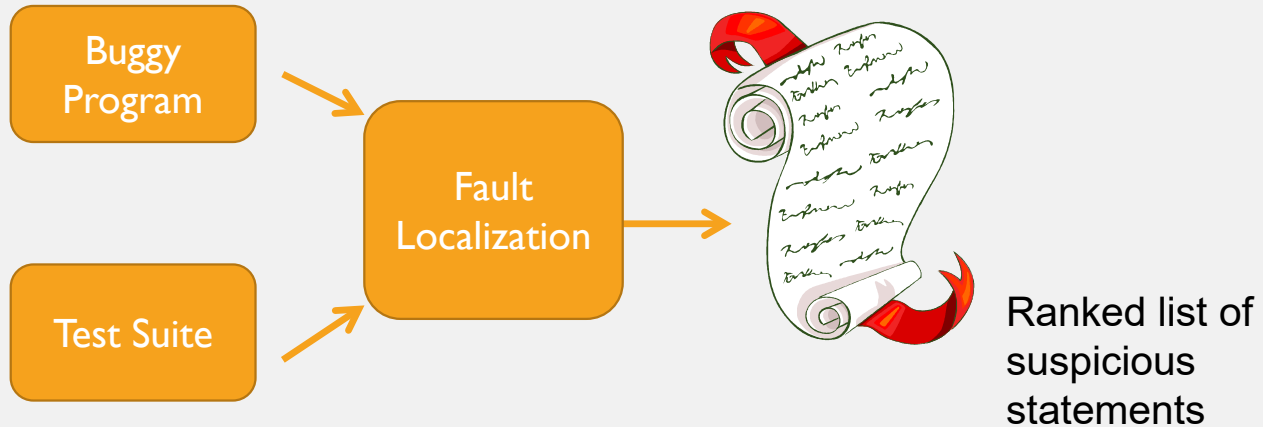 Buggy
Program
Fault
Localization
Test Suite
Ranked list of
suspicious
statements